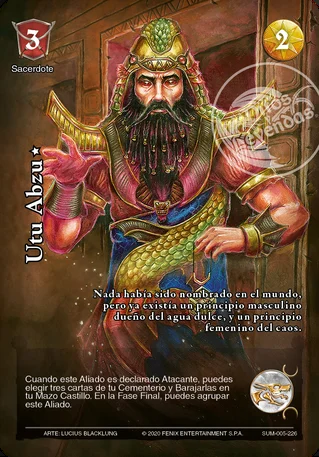 3
2
Sacerdote
Mitos y
Leyendas
Utu Abzu
Nada había sido nombrado en el mundo,
pero ya existía un principio masculino
dueño del agua dulce, y un principio
femenino del caos.
Cuando este Aliado es declarado Atacante, puedes
elegir tres cartas de tu Cementerio y Barajarlas en
tu Mazo Castillo. En la Fase Final, puedes agrupar
este Aliado.
ARTE: LUCIUS BLACKLUNG © 2020 FENIX ENTERTAINMENT S.P.A. SUM-005-226